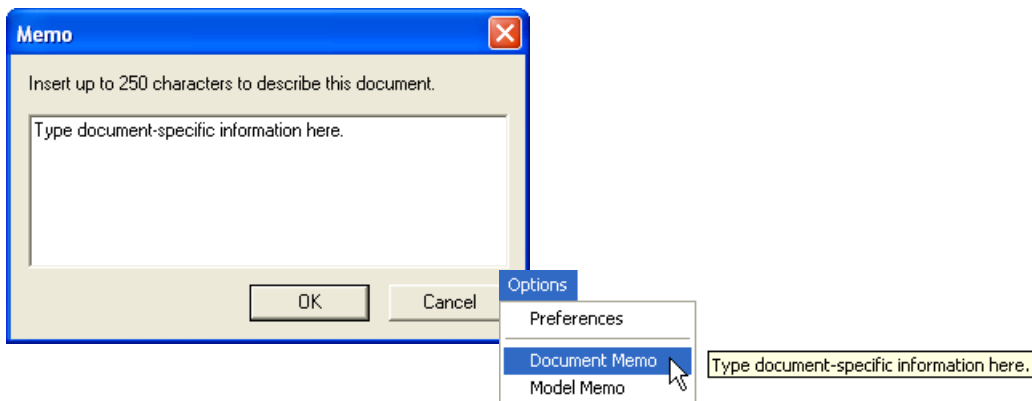 Memo
Insert up to 250 characters to describe this document.
Type document-specific information here.
OK
Cancel
Options
Preferences
Document Memo
Type document-specific information here.
Model Memo